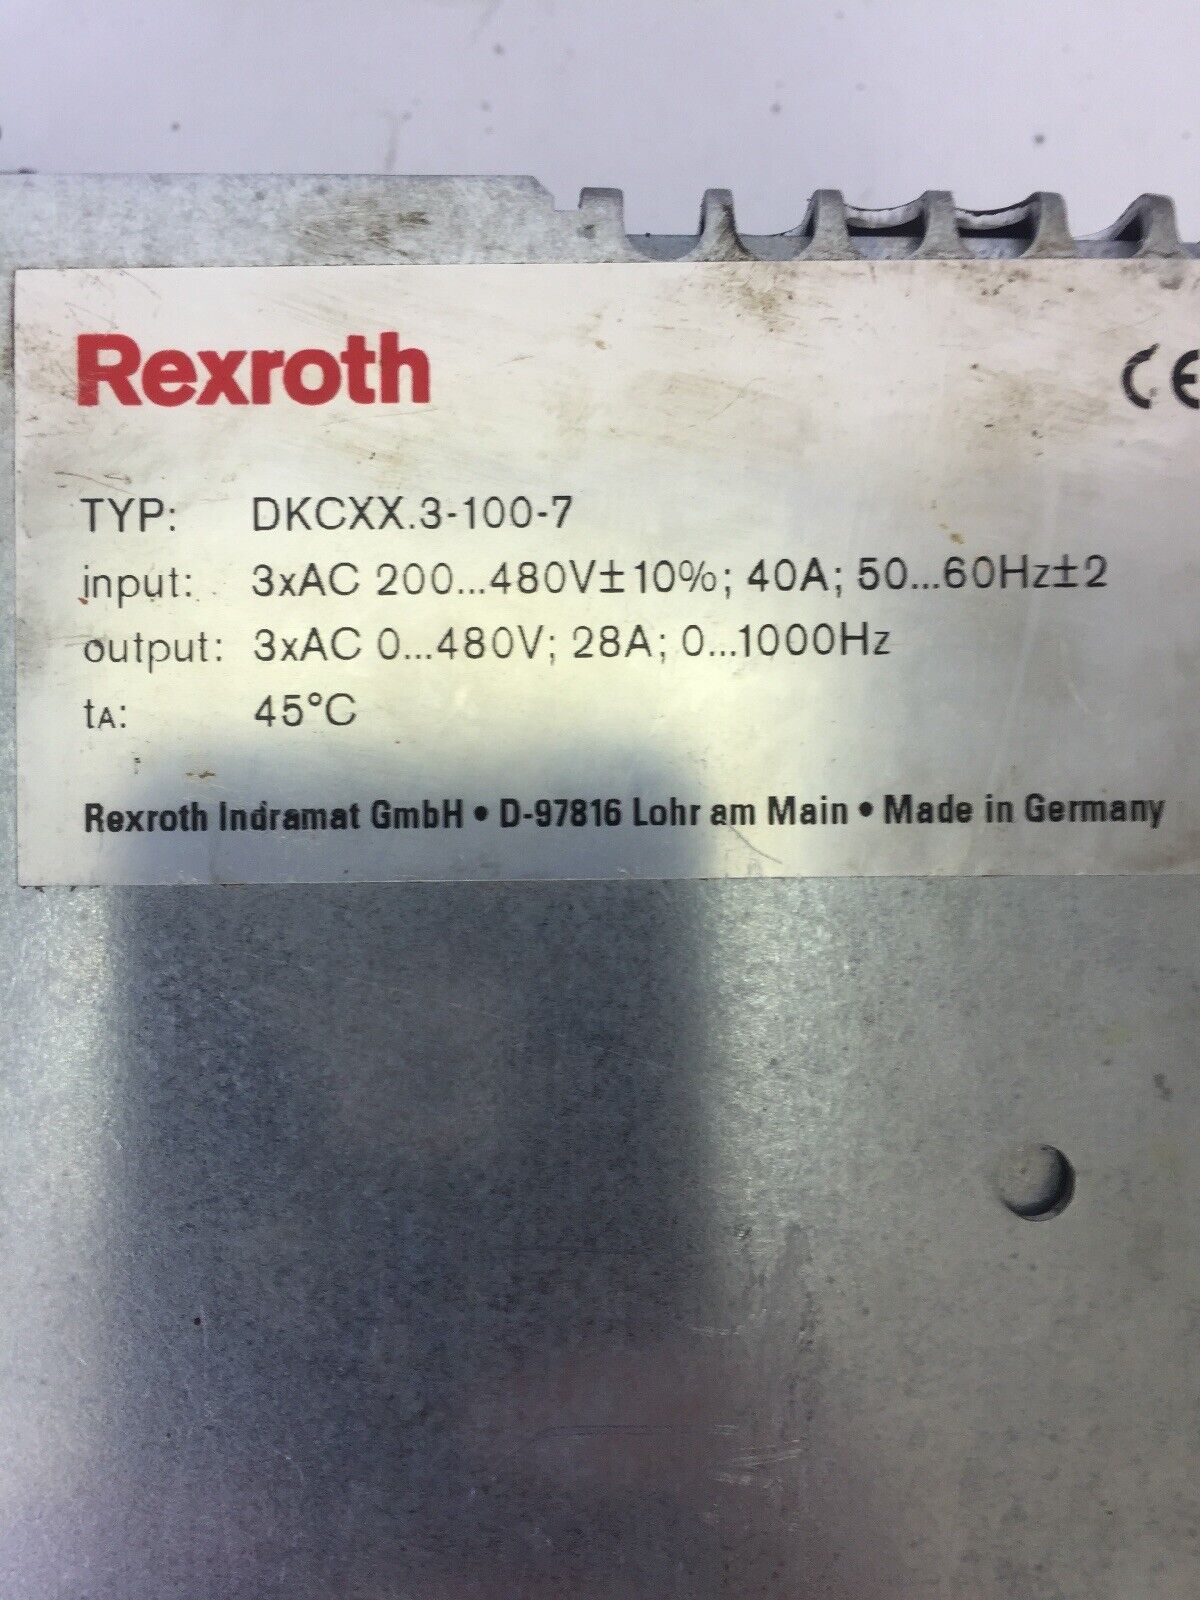 Rexroth
CE
TYP: DKCXX.3-100-7
input: 3xAC 200...480V±10%; 40A; 50...60Hz±2
output: 3xAC 0...480V; 28A; 0...1000Hz
tA: 45°C
Rexroth Indramat GmbH • D-97816 Lohr am Main • Made in Germany